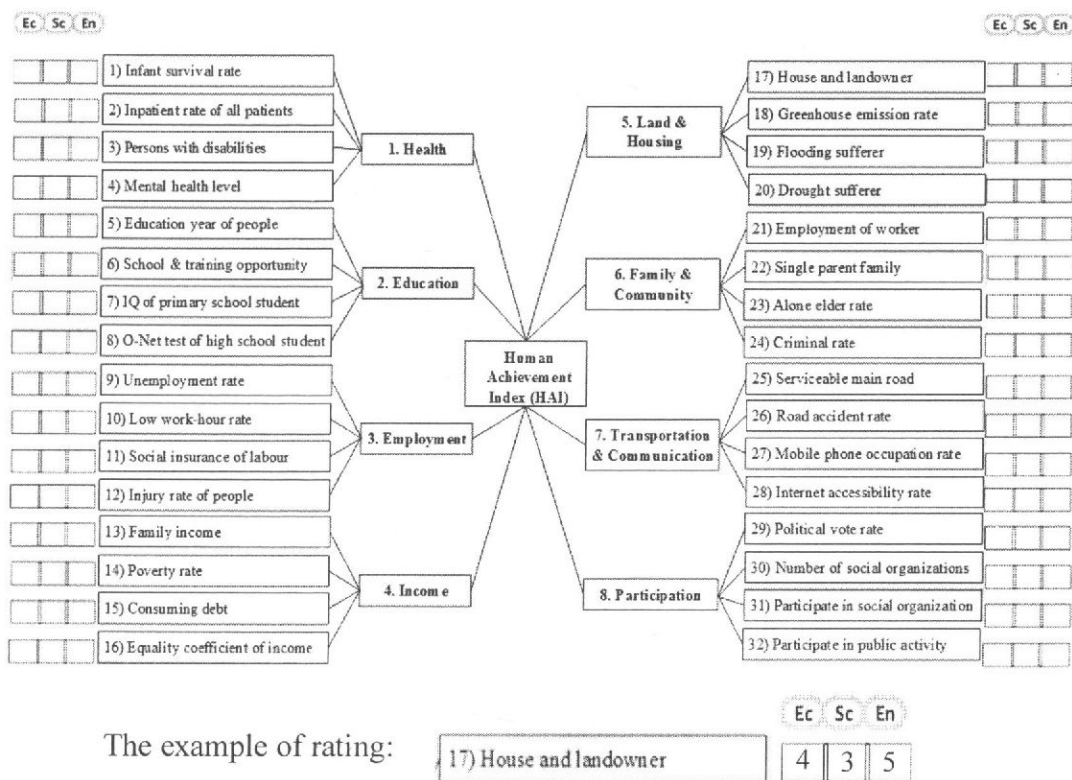 Ec Sc En
1) Infant survival rate
2) Inpatient rate of all patients
3) Persons with disabilities
4) Mental health level
1. Health
5) Education year of people
6) School & training opportunity
7) IQ of primary school student
8) O-Net test of high school student
2. Education
9) Unemployment rate
10) Low work-hour rate
11) Social insurance of labour
12) Injury rate of people
3. Employment
13) Family income
14) Poverty rate
15) Consuming debt
16) Equality coefficient of income
4. Income
Human
Achievement
Index (HAI)
Ec Sc En
5. Land &
Housing
17) House and landowner
18) Greenhouse emission rate
19) Flooding sufferer
20) Drought sufferer
6. Family &
Community
21) Employment of worker
22) Single parent family
23) Alone elder rate
24) Criminal rate
7. Transportation
& Communication
25) Serviceable main road
26) Road accident rate
27) Mobile phone occupation rate
28) Internet accessibility rate
8. Participation
29) Political vote rate
30) Number of social organizations
31) Participate in social organization
32) Participate in public activity
Ec Sc En
The example of rating: 17) House and landowner 4 3 5